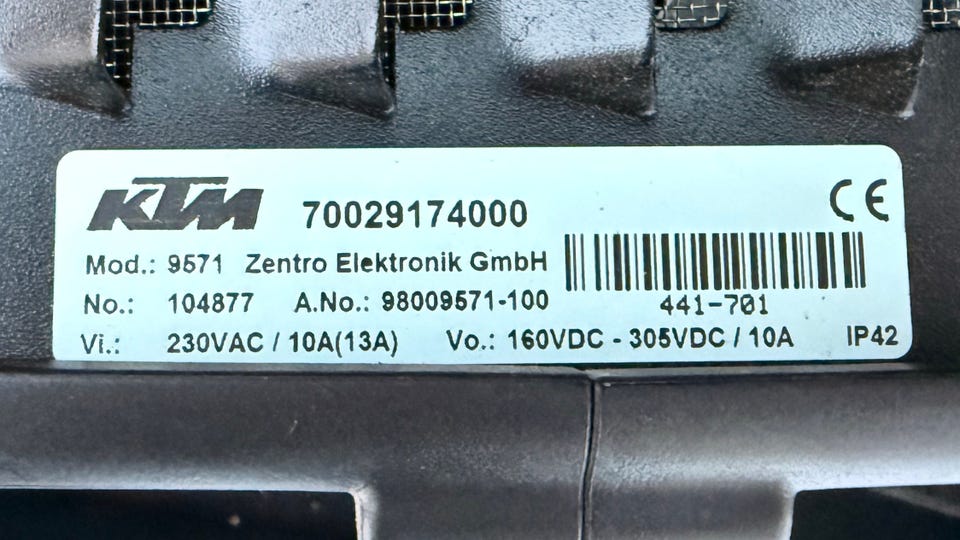 KTM 70029174000 CE
Mod.: 9571 Zentro Elektronik GmbH
No.: 104877 A.No.: 98009571-100 441-701
Vi.: 230VAC / 10A(13A) Vo.: 160VDC - 305VDC / 10A IP42